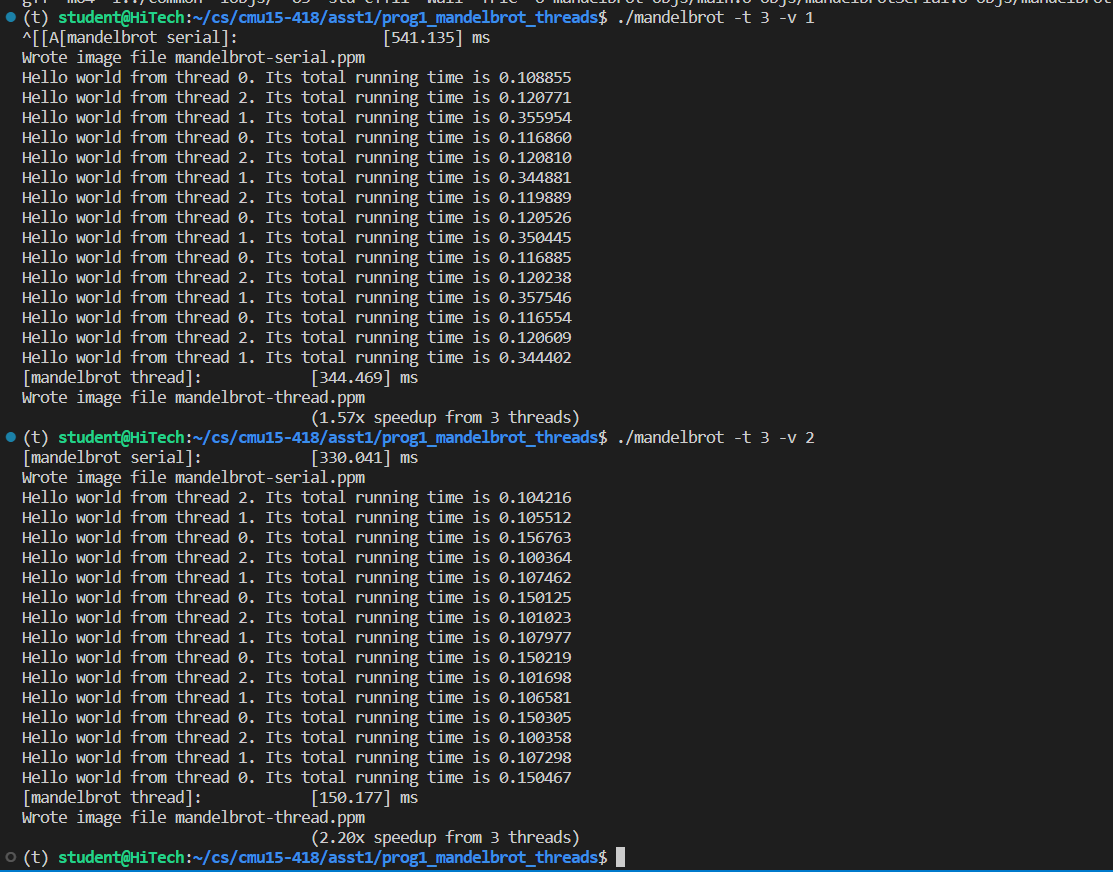 (t) student@HiTech:~/cs/cmu15-418/asst1/prog1_mandelbrot_threads$ ./mandelbrot -t 3 -v 1
^[[A[mandelbrot serial]: [541.135] ms
Wrote image file mandelbrot-serial.ppm
Hello world from thread 0. Its total running time is 0.108855
Hello world from thread 2. Its total running time is 0.120771
Hello world from thread 1. Its total running time is 0.355954
Hello world from thread 0. Its total running time is 0.116860
Hello world from thread 2. Its total running time is 0.120810
Hello world from thread 1. Its total running time is 0.344881
Hello world from thread 2. Its total running time is 0.119889
Hello world from thread 0. Its total running time is 0.120526
Hello world from thread 1. Its total running time is 0.350445
Hello world from thread 0. Its total running time is 0.116885
Hello world from thread 2. Its total running time is 0.120238
Hello world from thread 1. Its total running time is 0.357546
Hello world from thread 0. Its total running time is 0.116554
Hello world from thread 2. Its total running time is 0.120609
Hello world from thread 1. Its total running time is 0.344402
[mandelbrot thread]: [344.469] ms
Wrote image file mandelbrot-thread.ppm
(1.57x speedup from 3 threads)
(t) student@HiTech:~/cs/cmu15-418/asst1/prog1_mandelbrot_threads$ ./mandelbrot -t 3 -v 2
[mandelbrot serial]: [330.041] ms
Wrote image file mandelbrot-serial.ppm
Hello world from thread 2. Its total running time is 0.104216
Hello world from thread 1. Its total running time is 0.105512
Hello world from thread 0. Its total running time is 0.156763
Hello world from thread 2. Its total running time is 0.100364
Hello world from thread 1. Its total running time is 0.107462
Hello world from thread 0. Its total running time is 0.150125
Hello world from thread 2. Its total running time is 0.101023
Hello world from thread 1. Its total running time is 0.107977
Hello world from thread 0. Its total running time is 0.150219
Hello world from thread 2. Its total running time is 0.101698
Hello world from thread 1. Its total running time is 0.106581
Hello world from thread 0. Its total running time is 0.150305
Hello world from thread 2. Its total running time is 0.100358
Hello world from thread 1. Its total running time is 0.107298
Hello world from thread 0. Its total running time is 0.150467
[mandelbrot thread]: [150.177] ms
Wrote image file mandelbrot-thread.ppm
(2.20x speedup from 3 threads)
(t) student@HiTech:~/cs/cmu15-418/asst1/prog1_mandelbrot_threads$